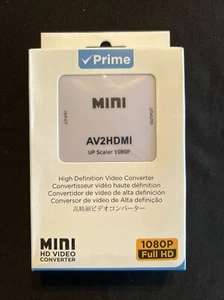 ✓Prime
INPUT
OUTPUT
MINI
AV2HDMI
UP Scaler 1080P
High Definition Video Converter
Convertisseur vidéo haute définition
Convertidor de vídeo de alta definición
Conversor de vídeo de Alta definição
高精細ビデオコンバーター
MINI
HD VIDEO
CONVERTER
1080P
Full HD